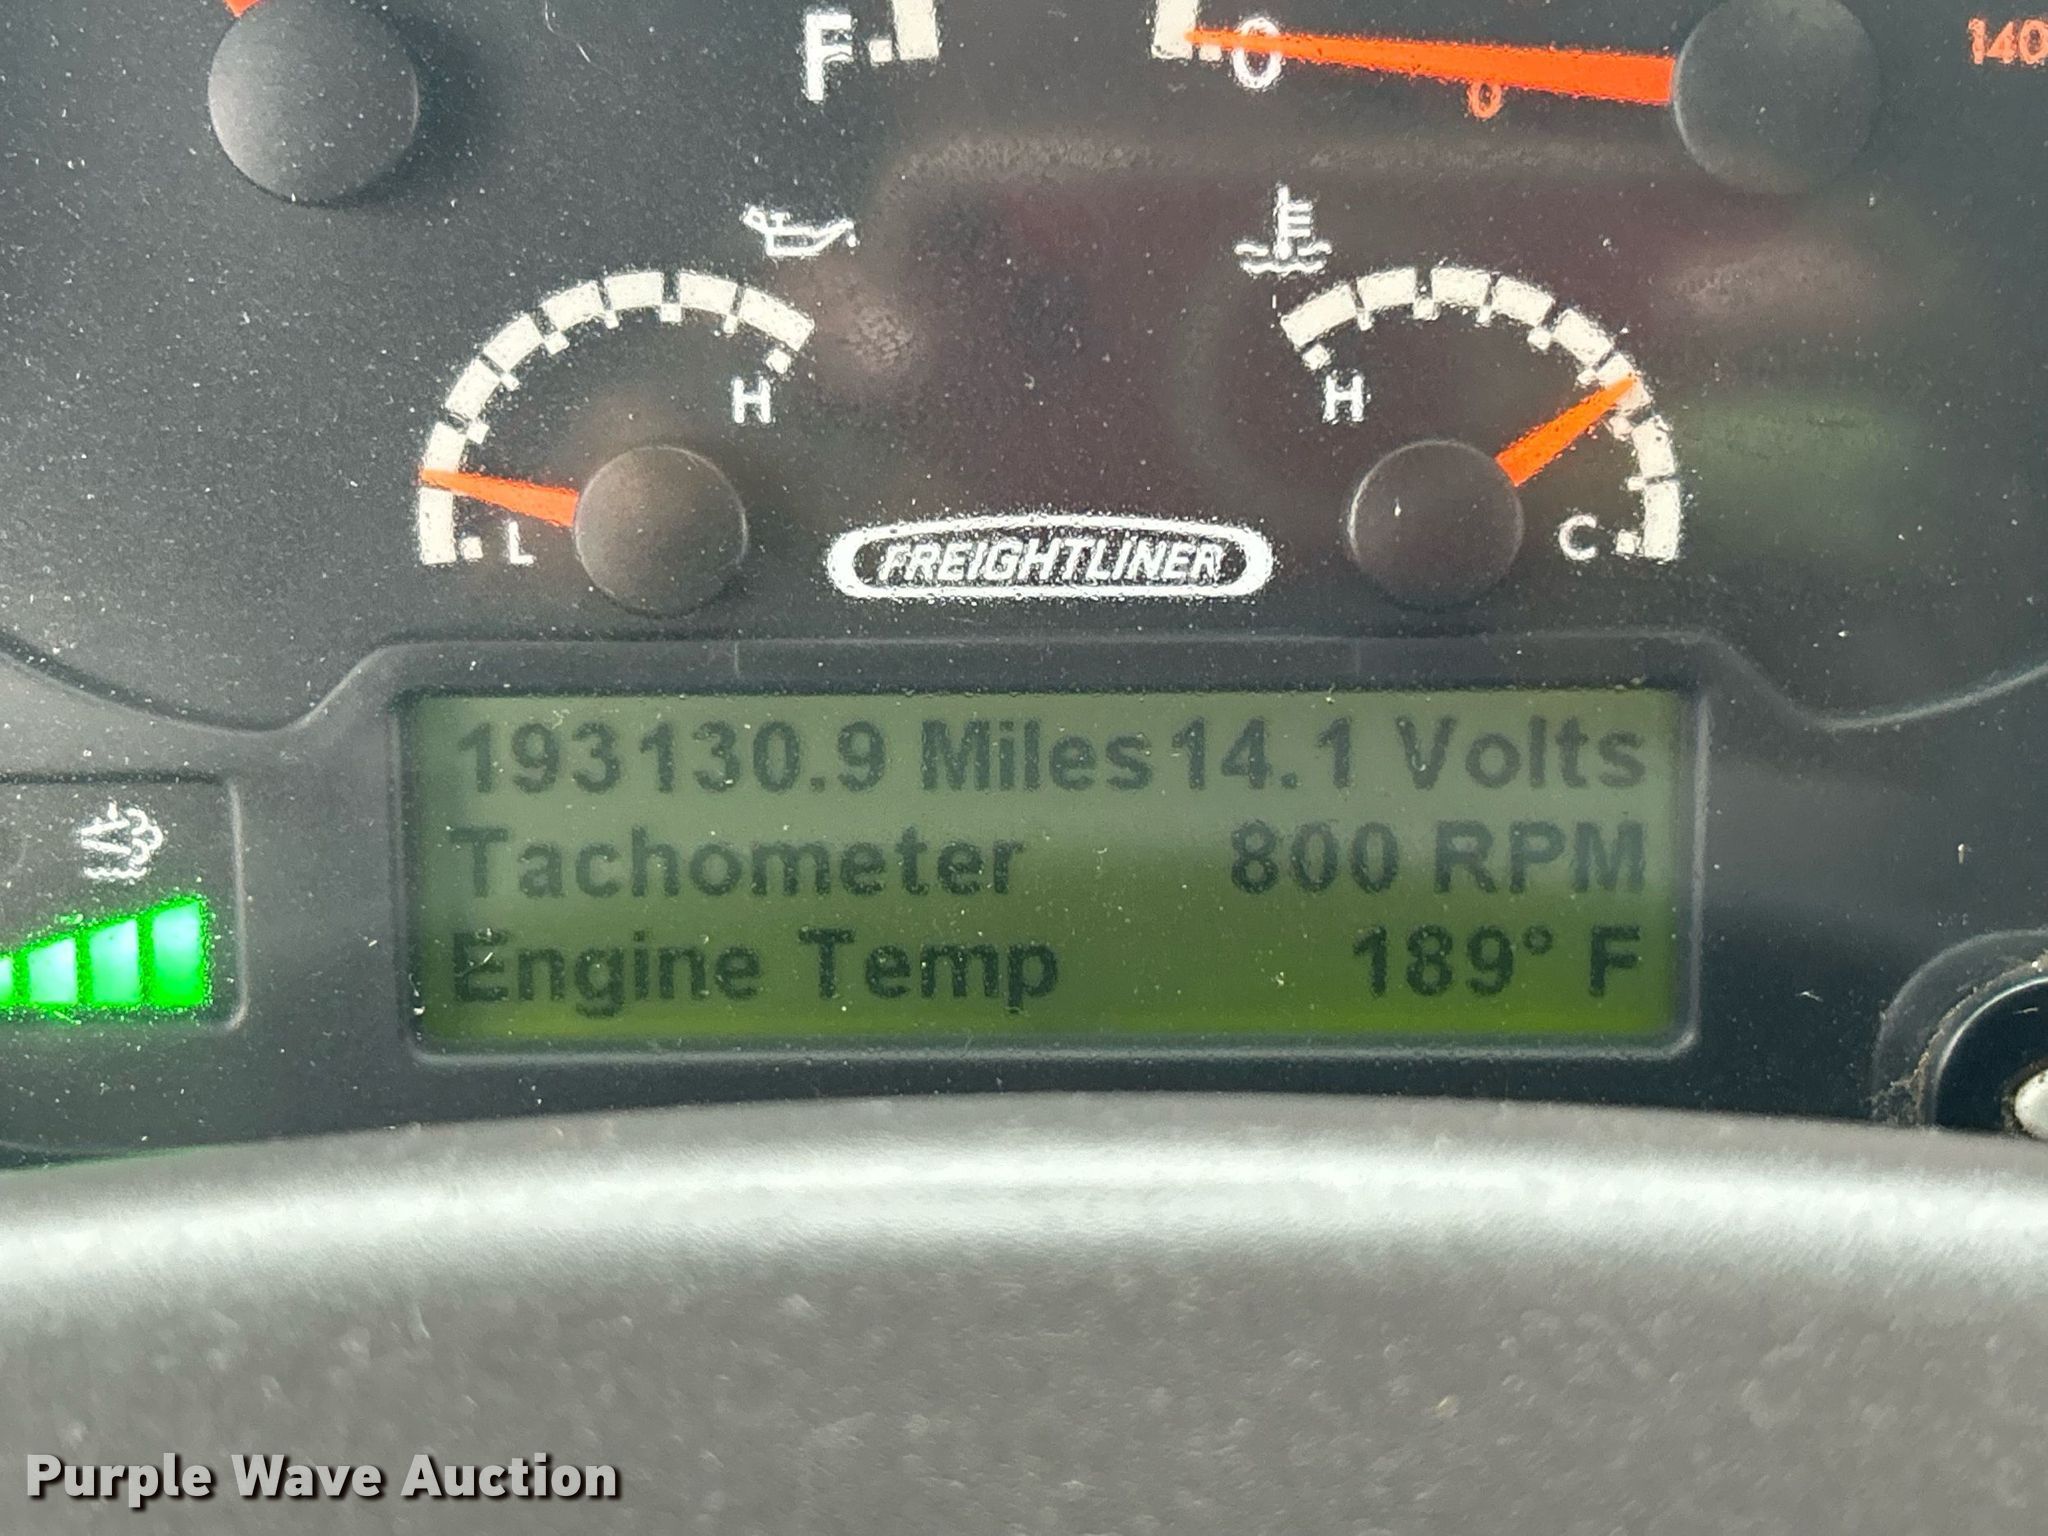 F
0
0
140
H
H
L
C
FREIGHTLINER
193130.9 Miles 14.1 Volts
Tachometer 800 RPM
Engine Temp 189° F
Purple Wave Auction